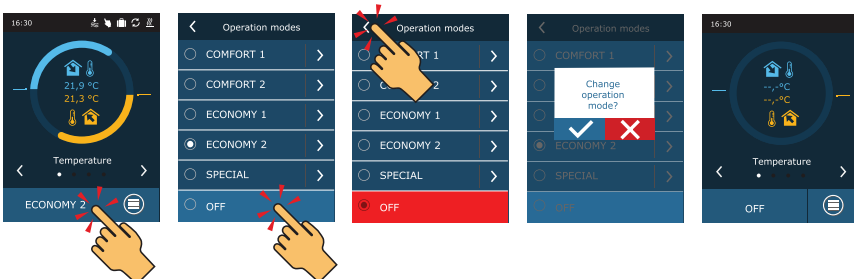 16:30
21,9 °C
21,3 °C
Temperature
ECONOMY 2
Operation modes
COMFORT 1
COMFORT 2
ECONOMY 1
ECONOMY 2
SPECIAL
OFF
Operation modes
RT 1
C 2
ECONOMY 1
ECONOMY 2
SPECIAL
OFF
Operation modes
COMFORT 1
Change
operation
mode?
ECONOMY 2
SPECIAL
OFF
16:30
--,-°C
--,-°C
Temperature
OFF